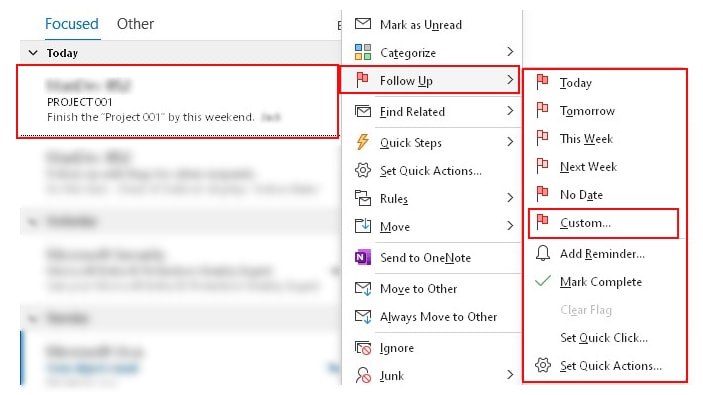 Focused Other
Today
PROJECT 001
Finish the "Project 001" by this weekend.
Mark as Unread
Categorize
Follow Up
Find Related
Quick Steps
Set Quick Actions...
Rules
Move
Send to OneNote
Move to Other
Always Move to Other
Ignore
Junk
Today
Tomorrow
This Week
Next Week
No Date
Custom...
Add Reminder...
Mark Complete
Clear Flag
Set Quick Click...
Set Quick Actions...